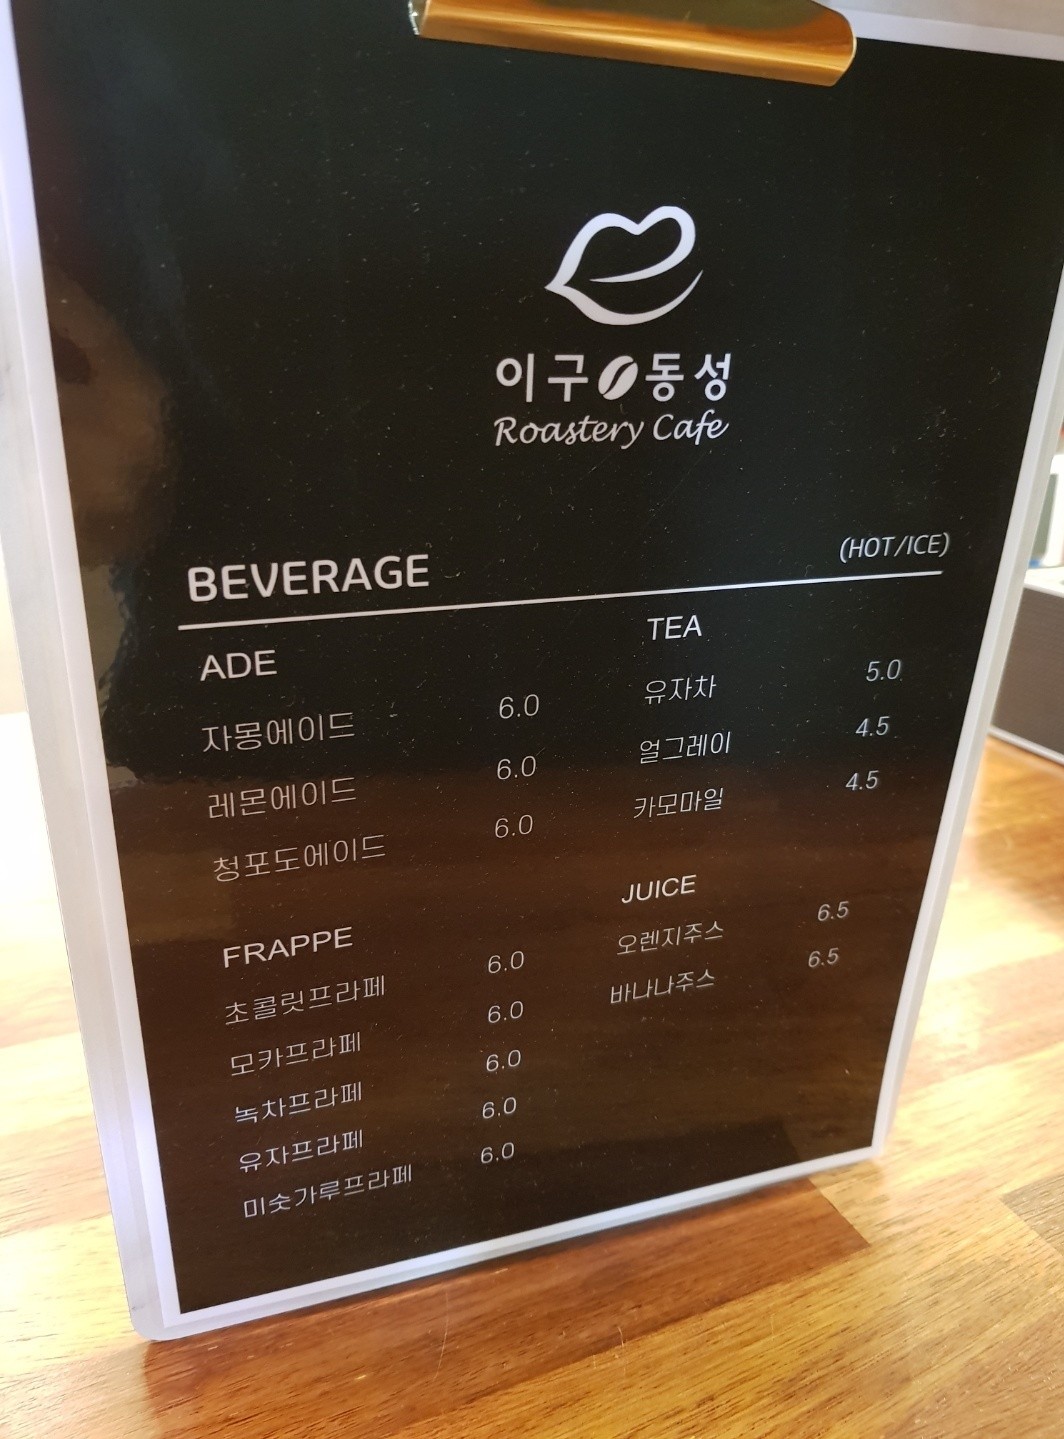 이구동성
Roastery Cafe
BEVERAGE (HOT/ICE)
ADE
자몽에이드 6.0
레몬에이드 6.0
청포도에이드 6.0
FRAPPE
초콜릿프라페 6.0
모카프라페 6.0
녹차프라페 6.0
유자프라페 6.0
미숫가루프라페 6.0
TEA
유자차 5.0
얼그레이 4.5
카모마일 4.5
JUICE
오렌지주스 6.5
바나나주스 6.5